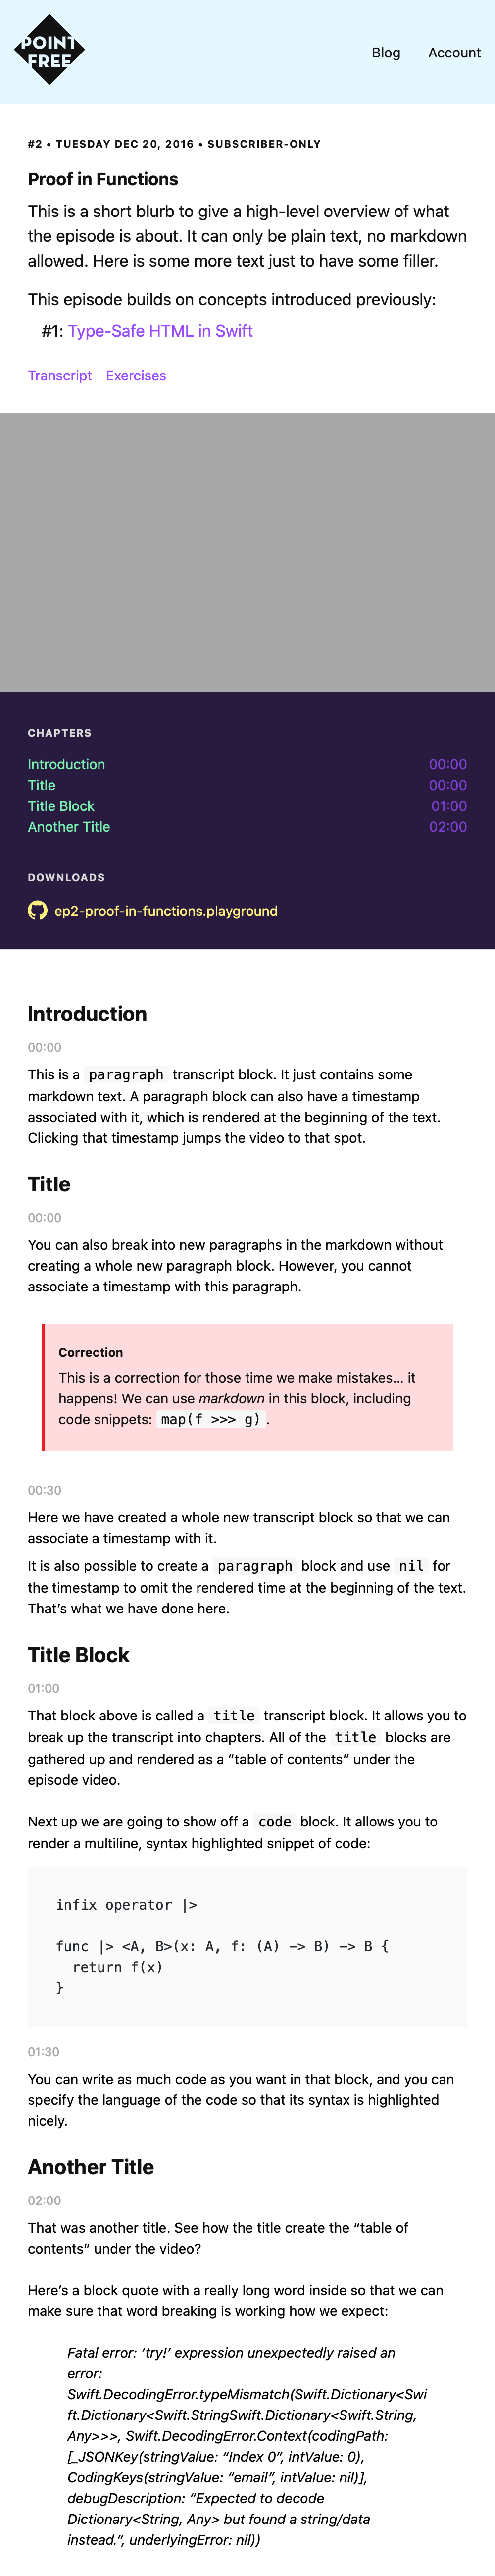 POINT
FREE
Blog
Account
#2 • TUESDAY DEC 20, 2016 • SUBSCRIBER-ONLY
Proof in Functions
This is a short blurb to give a high-level overview of what
the episode is about. It can only be plain text, no markdown
allowed. Here is some more text just to have some filler.
This episode builds on concepts introduced previously:
#1: Type-Safe HTML in Swift
Transcript Exercises
CHAPTERS
Introduction 00:00
Title 00:00
Title Block 01:00
Another Title 02:00
DOWNLOADS
ep2-proof-in-functions.playground
Introduction
00:00
This is a paragraph transcript block. It just contains some
markdown text. A paragraph block can also have a timestamp
associated with it, which is rendered at the beginning of the text.
Clicking that timestamp jumps the video to that spot.
Title
00:00
You can also break into new paragraphs in the markdown without
creating a whole new paragraph block. However, you cannot
associate a timestamp with this paragraph.
Correction
This is a correction for those time we make mistakes... it
happens! We can use markdown in this block, including
code snippets: map(f >>> g).
00:30
Here we have created a whole new transcript block so that we can
associate a timestamp with it.
It is also possible to create a paragraph block and use nil for
the timestamp to omit the rendered time at the beginning of the text.
That’s what we have done here.
Title Block
01:00
That block above is called a title transcript block. It allows you to
break up the transcript into chapters. All of the title blocks are
gathered up and rendered as a “table of contents” under the
episode video.
Next up we are going to show off a code block. It allows you to
render a multiline, syntax highlighted snippet of code:
infix operator |>
func |> <A, B>(x: A, f: (A) -> B) -> B {
  return f(x)
}
01:30
You can write as much code as you want in that block, and you can
specify the language of the code so that its syntax is highlighted
nicely.
Another Title
02:00
That was another title. See how the title create the “table of
contents” under the video?
Here’s a block quote with a really long word inside so that we can
make sure that word breaking is working how we expect:
Fatal error: ‘try!’ expression unexpectedly raised an
error:
Swift.DecodingError.typeMismatch(Swift.Dictionary<Swi
ft.Dictionary<Swift.StringSwift.Dictionary<Swift.String,
Any>>>, Swift.DecodingError.Context(codingPath:
[_JSONKey(stringValue: “Index 0”, intValue: 0),
CodingKeys(stringValue: “email”, intValue: nil)],
debugDescription: “Expected to decode
Dictionary<String, Any> but found a string/data
instead.”, underlyingError: nil))